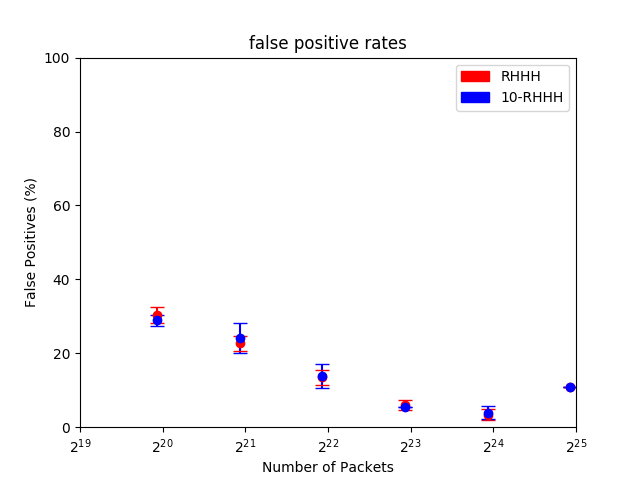 false positive rates
RHHH
10-RHHH
False Positives (%)
100
80
60
40
20
0
2^19 2^20 2^21 2^22 2^23 2^24 2^25
Number of Packets